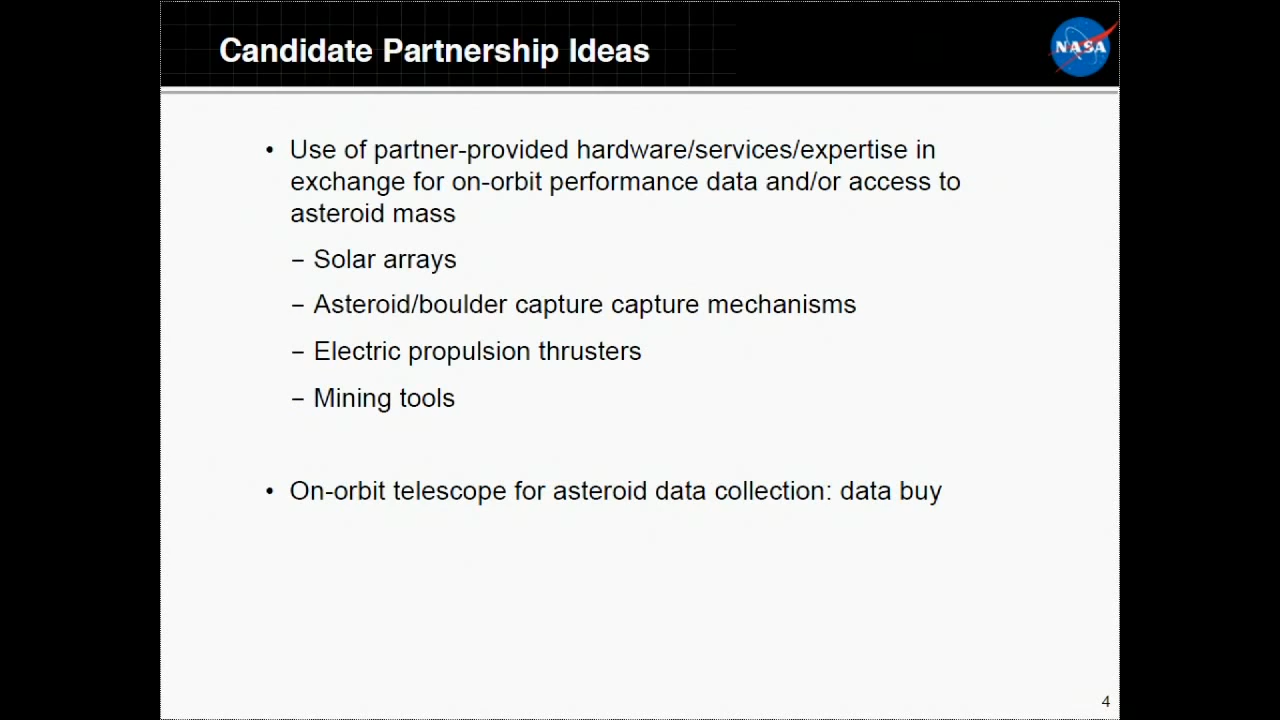 Candidate Partnership Ideas
NASA
• Use of partner-provided hardware/services/expertise in
exchange for on-orbit performance data and/or access to
asteroid mass
– Solar arrays
– Asteroid/boulder capture capture mechanisms
– Electric propulsion thrusters
– Mining tools
• On-orbit telescope for asteroid data collection: data buy
4